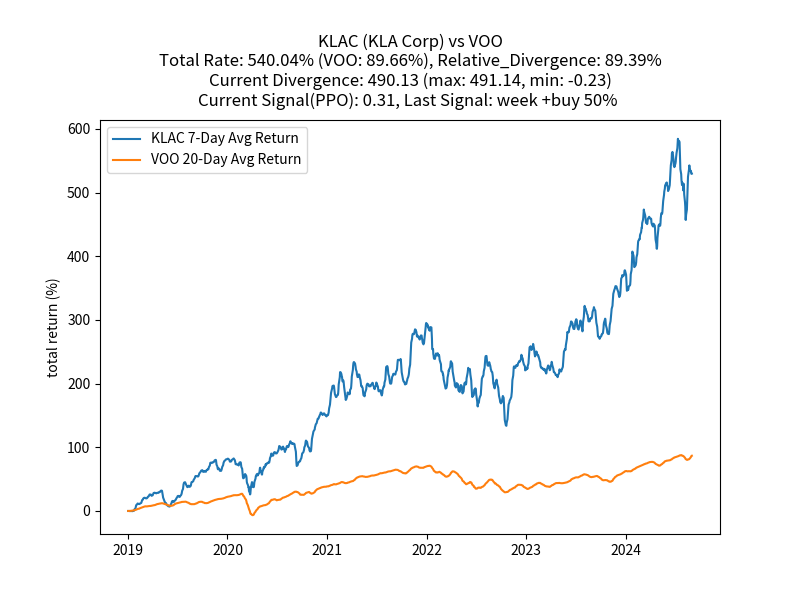 KLAC (KLA Corp) vs VOO
Total Rate: 540.04% (VOO: 89.66%), Relative_Divergence: 89.39%
Current Divergence: 490.13 (max: 491.14, min: -0.23)
Current Signal(PPO): 0.31, Last Signal: week +buy 50%
KLAC 7-Day Avg Return
VOO 20-Day Avg Return
total return (%)
600
500
400
300
200
100
0
2019 2020 2021 2022 2023 2024